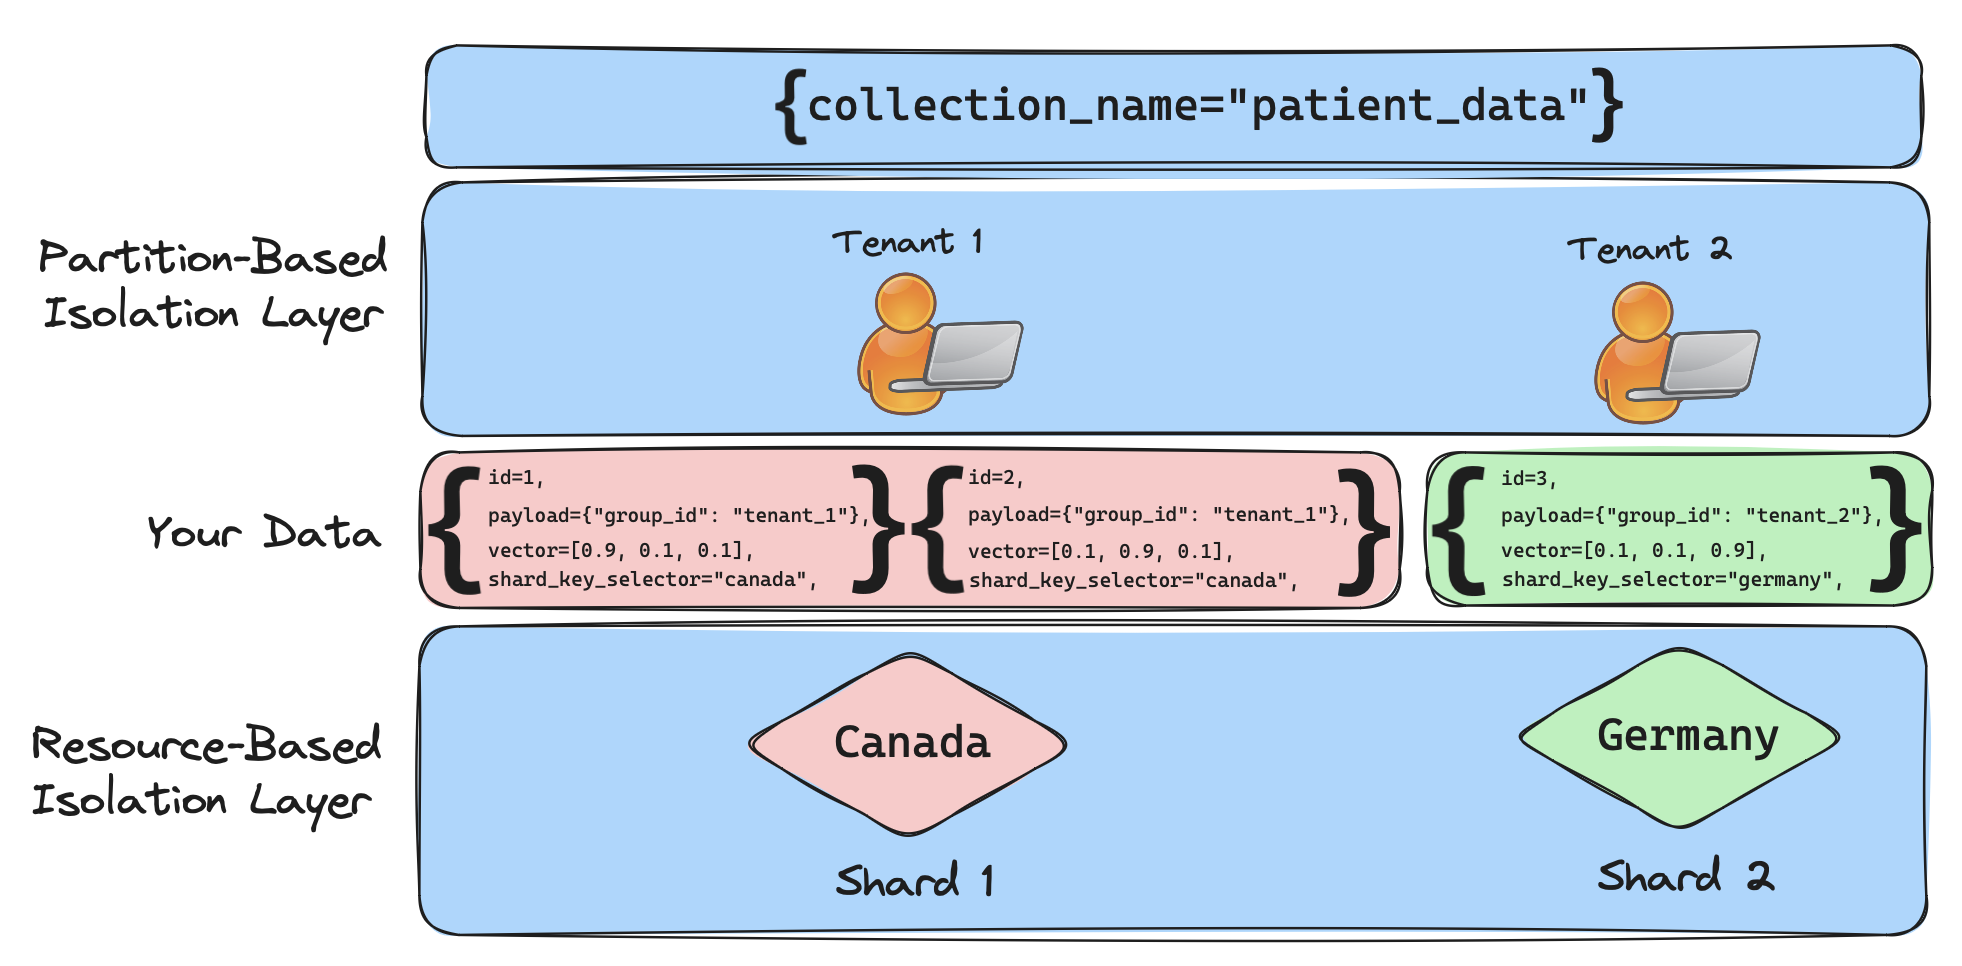 {collection_name="patient_data"}
Partition-Based
Isolation Layer
Tenant 1
Tenant 2
Your Data
{
id=1,
payload={"group_id": "tenant_1"},
vector=[0.9, 0.1, 0.1],
shard_key_selector="canada",
}
{
id=2,
payload={"group_id": "tenant_1"},
vector=[0.1, 0.9, 0.1],
shard_key_selector="canada",
}
{
id=3,
payload={"group_id": "tenant_2"},
vector=[0.1, 0.1, 0.9],
shard_key_selector="germany",
}
Resource-Based
Isolation Layer
Canada
Shard 1
Germany
Shard 2